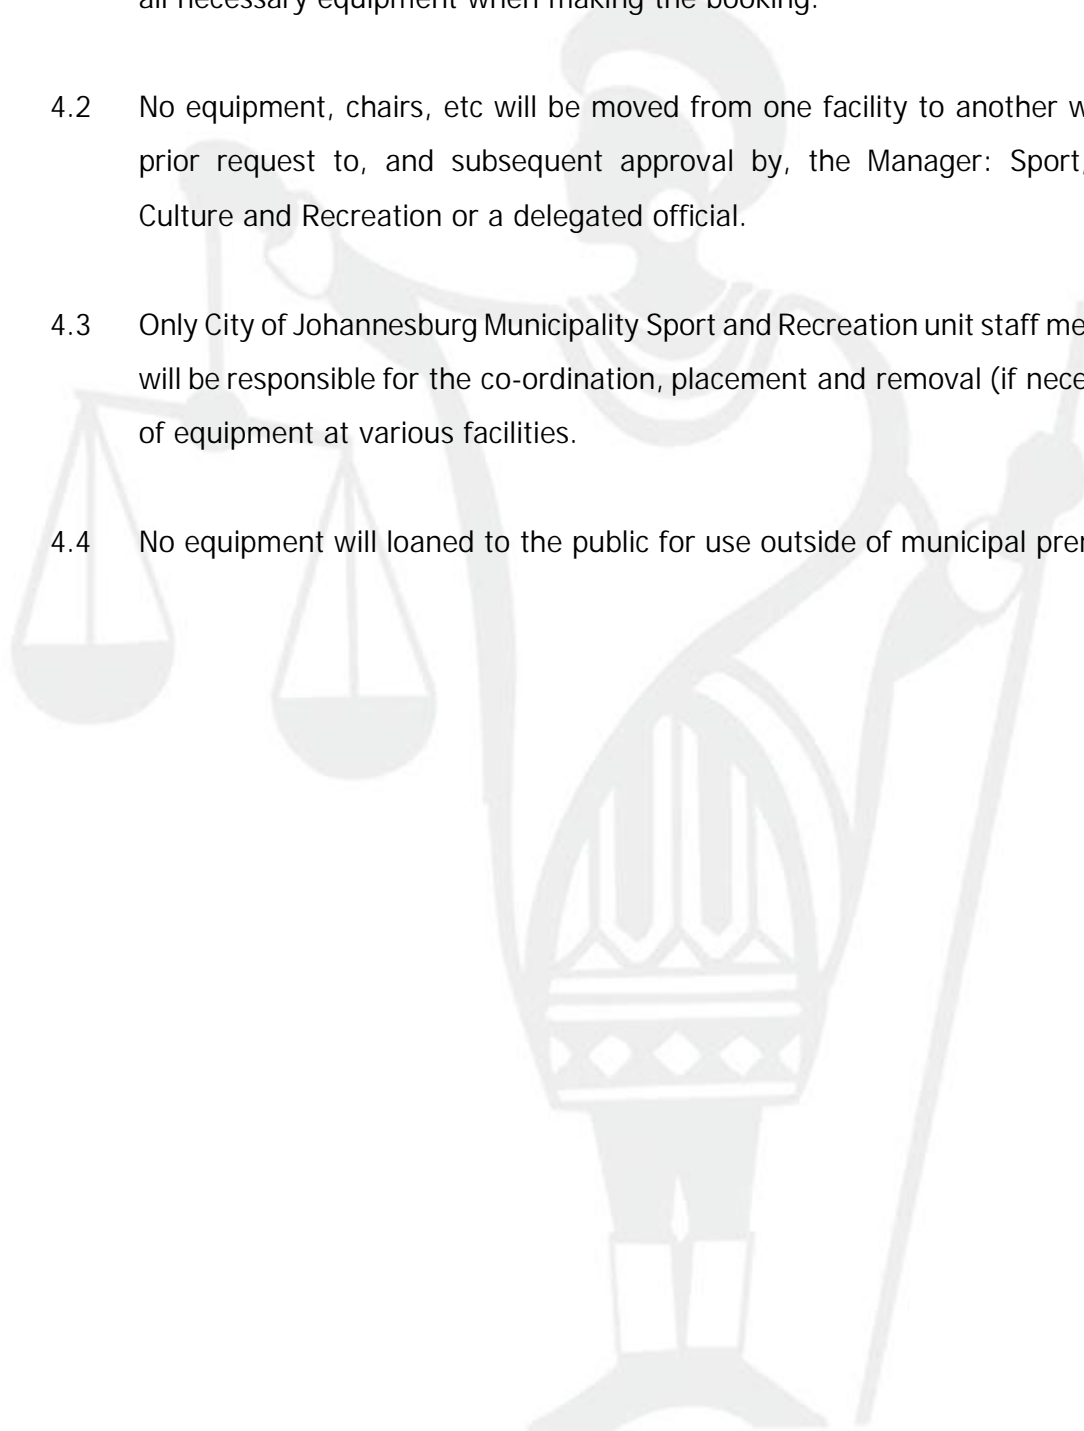 all necessary equipment when making the booking.
4.2 No equipment, chairs, etc will be moved from one facility to another
prior request to, and subsequent approval by, the Manager: Sport,
Culture and Recreation or a delegated official.
4.3 Only City of Johannesburg Municipality Sport and Recreation unit staff
will be responsible for the co-ordination, placement and removal (if
of equipment at various facilities.
4.4 No equipment will loaned to the public for use outside of municipal